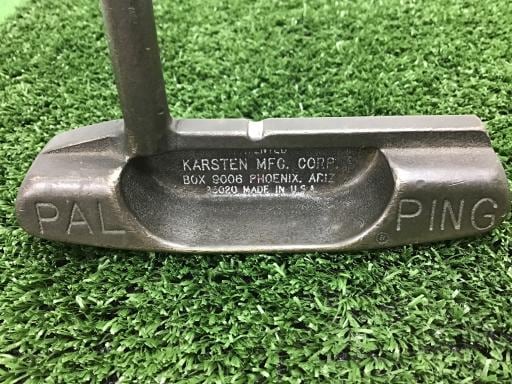 KARSTEN MFG. CORP.
BOX 9006 PHOENIX, ARIZ
85020 MADE IN U.S.A.
PAL PING ®